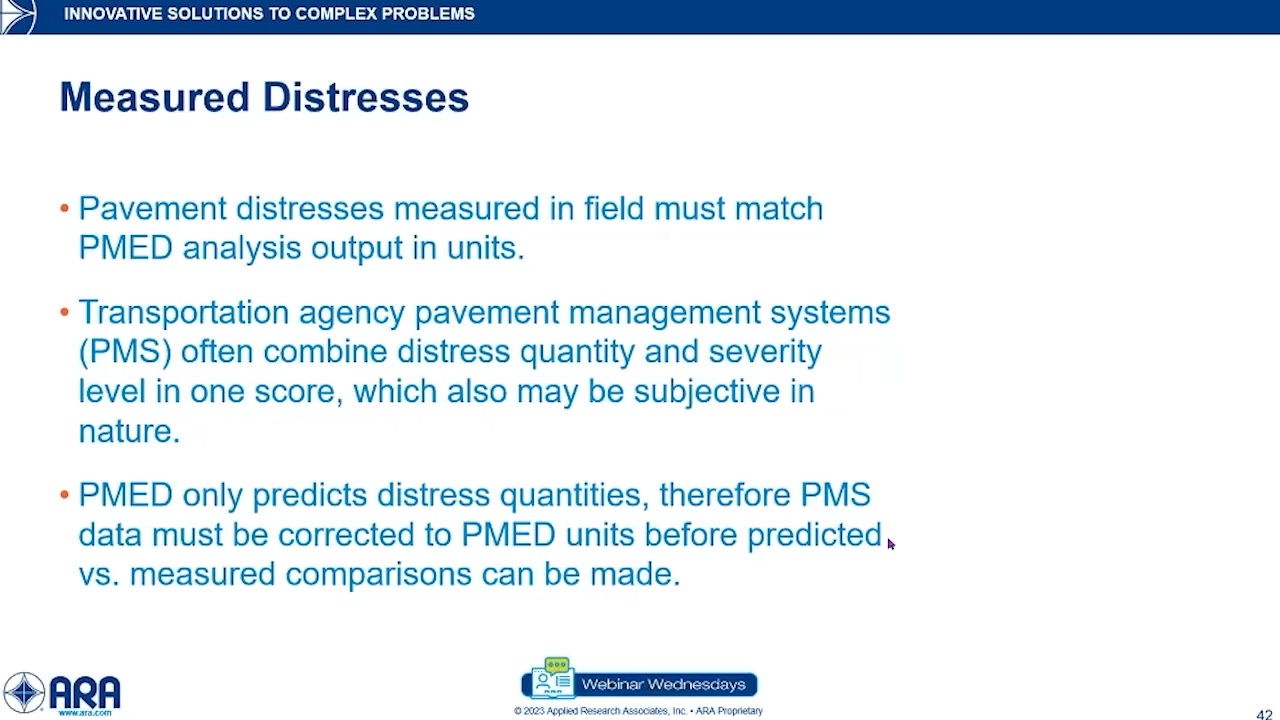 INNOVATIVE SOLUTIONS TO COMPLEX PROBLEMS
Measured Distresses
• Pavement distresses measured in field must match
PMED analysis output in units.
• Transportation agency pavement management systems
(PMS) often combine distress quantity and severity
level in one score, which also may be subjective in
nature.
• PMED only predicts distress quantities, therefore PMS
data must be corrected to PMED units before predicted
vs. measured comparisons can be made.
ARA
www.ara.com
Webinar Wednesdays
© 2023 Applied Research Associates, Inc. • ARA Proprietary
42